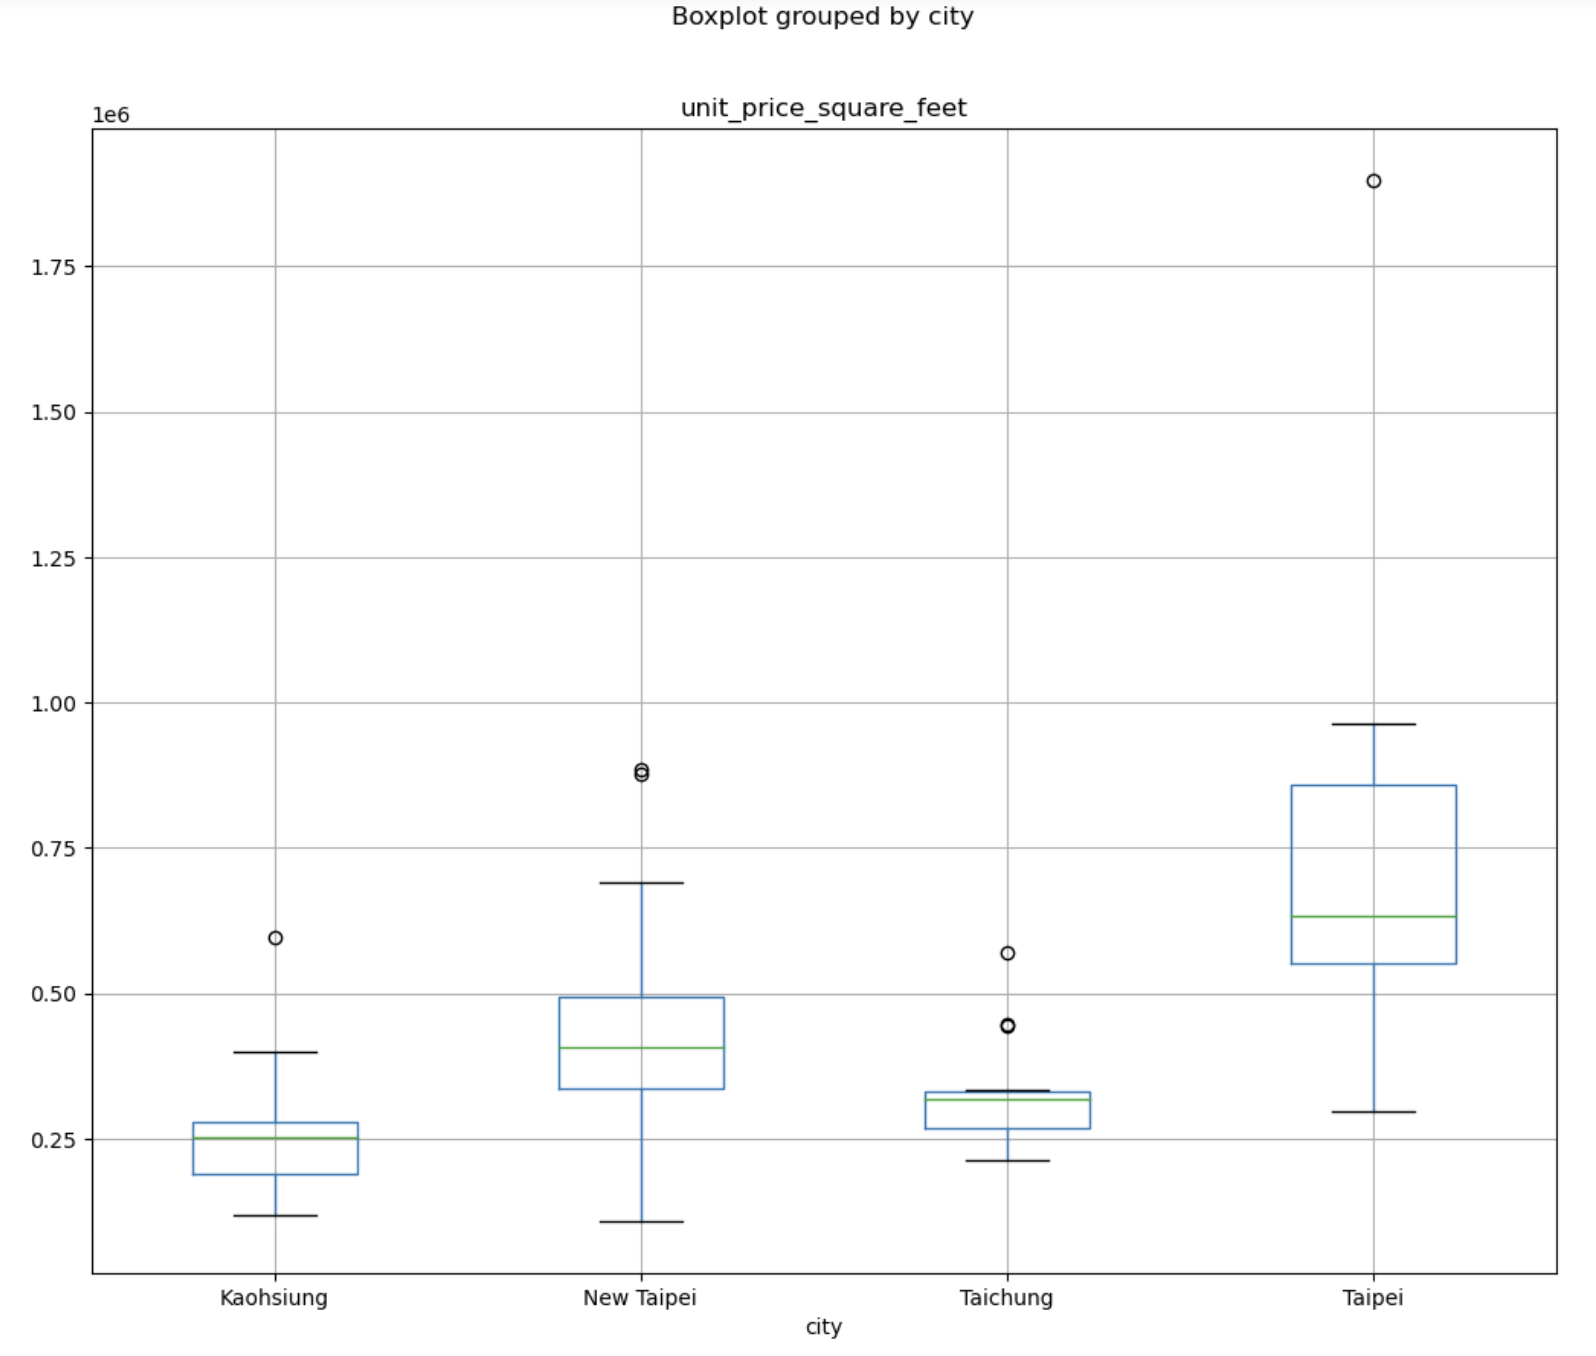 Boxplot grouped by city
unit_price_square_feet
1e6
1.75
1.50
1.25
1.00
0.75
0.50
0.25
Kaohsiung New Taipei Taichung Taipei
city